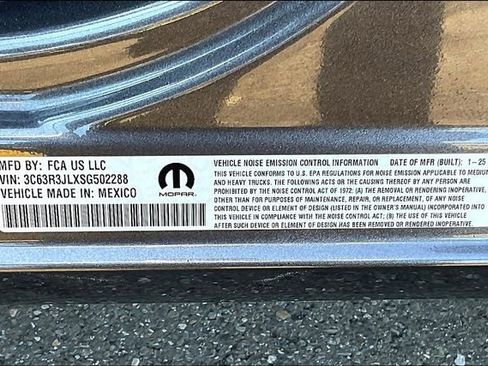 MFD BY: FCA US LLC
VIN: 3C63R3JLXSG502288
VEHICLE MADE IN: MEXICO
MOPAR
VEHICLE NOISE EMISSION CONTROL INFORMATION DATE OF MFR (BUILT): 1-25
THIS VEHICLE CONFORMS TO U.S. EPA REGULATIONS FOR NOISE EMISSION APPLICABLE TO MEDIUM
AND HEAVY TRUCKS. THE FOLLOWING ACTS OR THE CAUSING THEREOF BY ANY PERSON ARE
PROHIBITED BY THE NOISE CONTROL ACT OF 1972: (A) THE REMOVAL OR RENDERING INOPERATIVE,
OTHER THAN FOR PURPOSES OF MAINTENANCE, REPAIR, OR REPLACEMENT, OF ANY NOISE
CONTROL DEVICE OR ELEMENT OF DESIGN (LISTED IN THE OWNER'S MANUAL) INCORPORATED INTO
THIS VEHICLE IN COMPLIANCE WITH THE NOISE CONTROL ACT; (B) THE USE OF THIS VEHICLE
AFTER SUCH DEVICE OR ELEMENT OF DESIGN HAS BEEN REMOVED OR RENDERED INOPERATIVE.